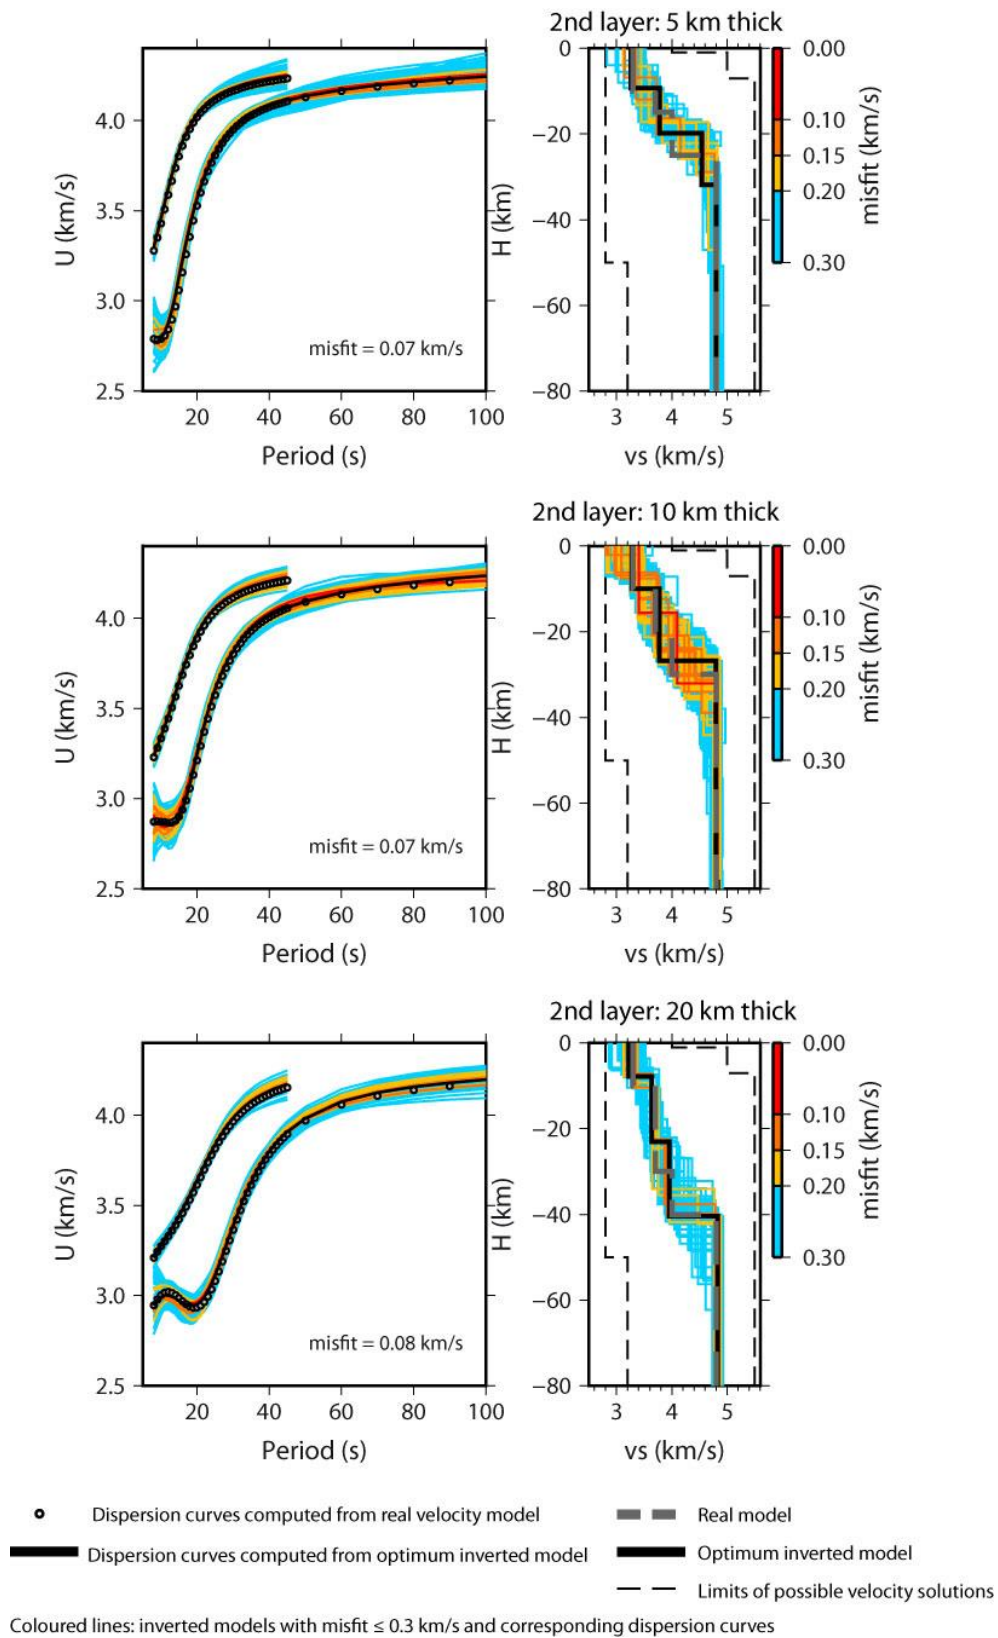 2nd layer: 5 km thick
U (km/s)
4.0
3.5
3.0
2.5
20 40 60 80 100
Period (s)
misfit = 0.07 km/s
H (km)
0
−20
−40
−60
−80
3 4 5
vs (km/s)
0.00
0.10
0.15
0.20
0.30
misfit (km/s)
2nd layer: 10 km thick
U (km/s)
4.0
3.5
3.0
2.5
20 40 60 80 100
Period (s)
misfit = 0.07 km/s
H (km)
0
−20
−40
−60
−80
3 4 5
vs (km/s)
0.00
0.10
0.15
0.20
0.30
misfit (km/s)
2nd layer: 20 km thick
U (km/s)
4.0
3.5
3.0
2.5
20 40 60 80 100
Period (s)
misfit = 0.08 km/s
H (km)
0
−20
−40
−60
−80
3 4 5
vs (km/s)
0.00
0.10
0.15
0.20
0.30
misfit (km/s)
Dispersion curves computed from real velocity model
Real model
Dispersion curves computed from optimum inverted model
Optimum inverted model
Limits of possible velocity solutions
Coloured lines: inverted models with misfit ≤ 0.3 km/s and corresponding dispersion curves